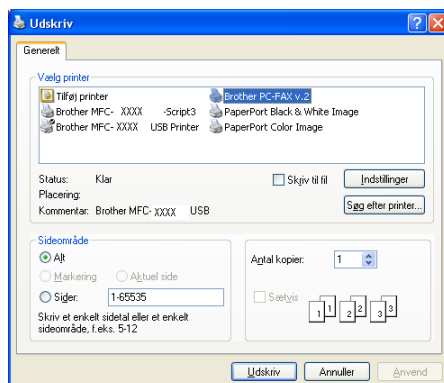 Udskriv
Generelt
Vælg printer
Tilføj printer
Brother PC-FAX v.2
Brother MFC- XXXX -Script3
PaperPort Black & White Image
Brother MFC- XXXX USB Printer
PaperPort Color Image
Status: Klar
Skriv til fil
Indstillinger
Placering:
Kommentar: Brother MFC- XXXX USB
Søg efter printer...
Sideområde
Alt
Markering
Aktuel side
Sider: 1-65535
Skriv et enkelt sidetal eller et enkelt
sideområde, f.eks. 5-12
Antal kopier: 1
Sætvis
1 1 2 2 3 3
Udskriv
Annuller
Anvend